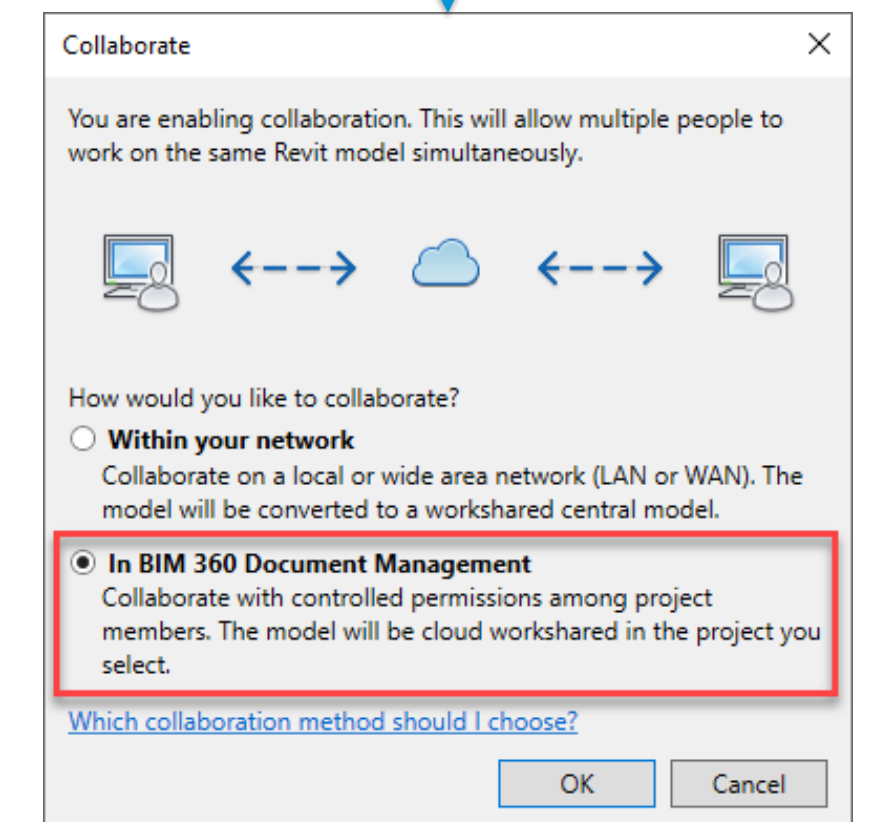 Collaborate
You are enabling collaboration. This will allow multiple people to
work on the same Revit model simultaneously.
How would you like to collaborate?
Within your network
Collaborate on a local or wide area network (LAN or WAN). The
model will be converted to a workshared central model.
In BIM 360 Document Management
Collaborate with controlled permissions among project
members. The model will be cloud workshared in the project you
select.
Which collaboration method should I choose?
OK Cancel